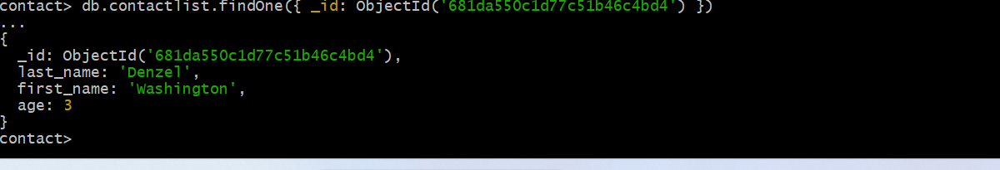 contact> db.contactlist.findOne({ _id: ObjectId('681da550c1d77c51b46c4bd4') })
...
{
  _id: ObjectId('681da550c1d77c51b46c4bd4'),
  last_name: 'Denzel',
  first_name: 'Washington',
  age: 3
}
contact>